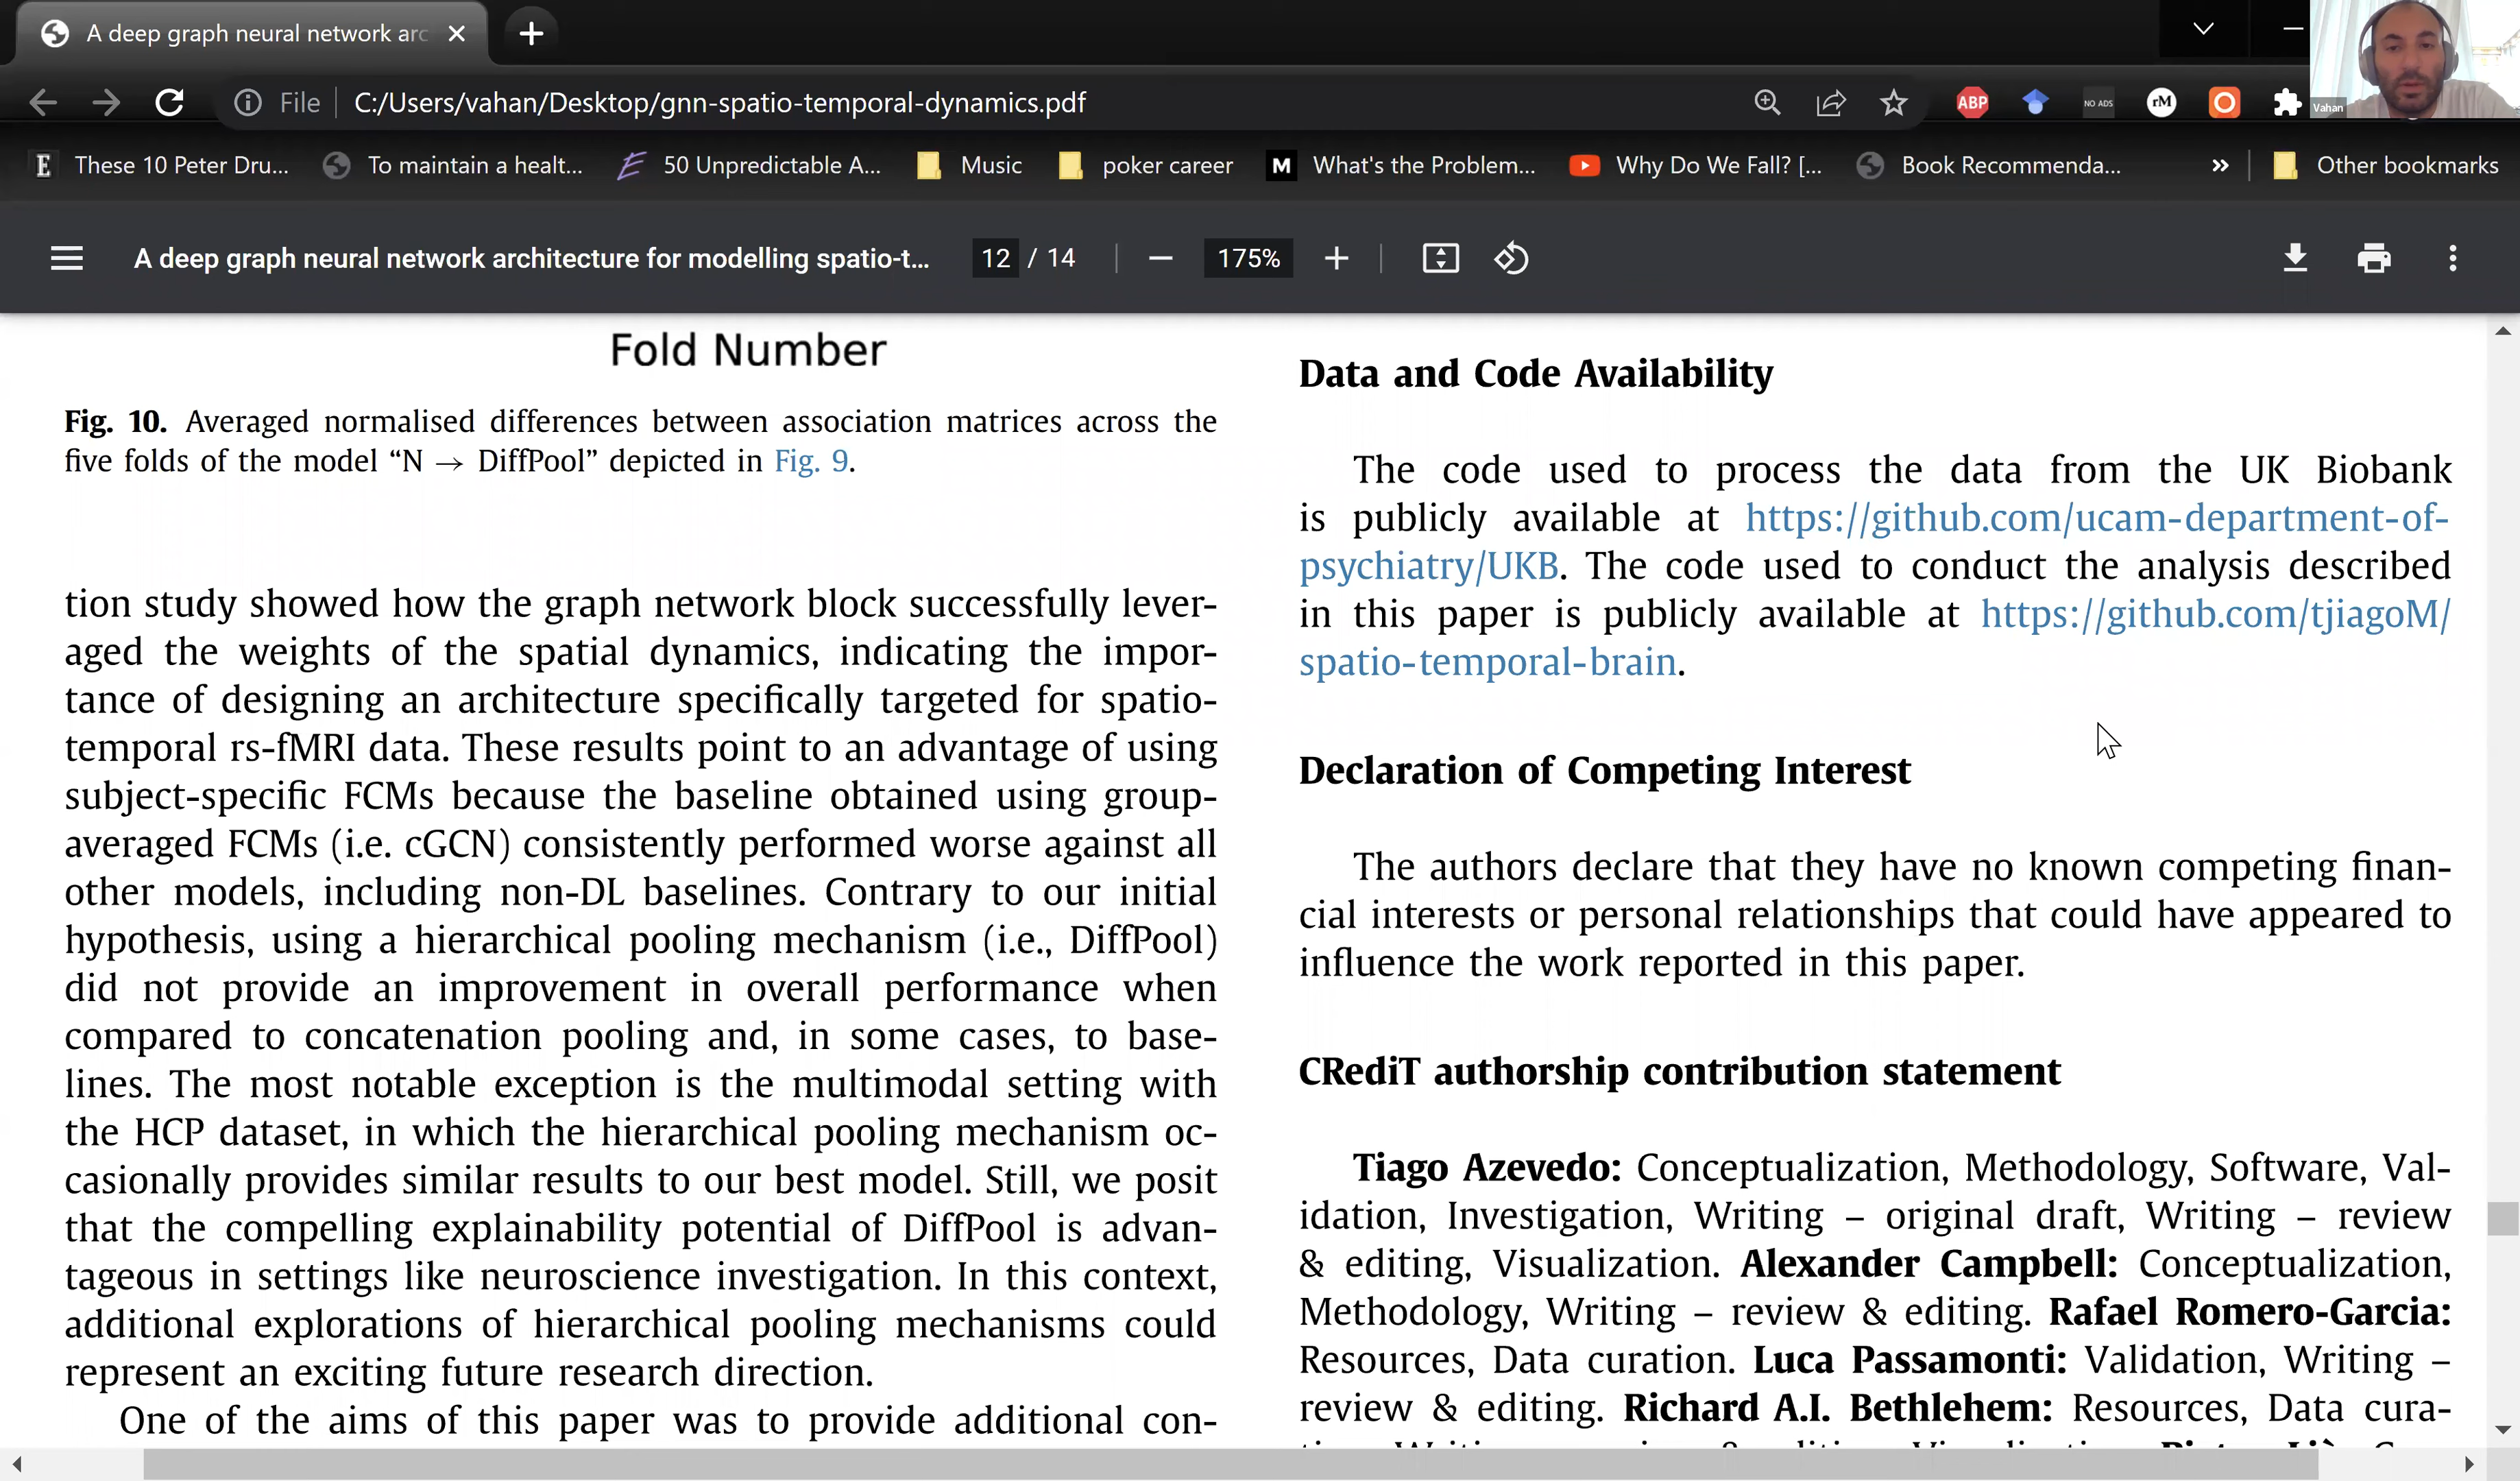 A deep graph neural network arc
File
C:/Users/vahan/Desktop/gnn-spatio-temporal-dynamics.pdf
ABP
NO ADS
rM
Vahan
E
These 10 Peter Dru...
To maintain a healt...
50 Unpredictable A...
Music
poker career
M
What's the Problem...
Why Do We Fall? [...
Book Recommenda...
»
Other bookmarks
A deep graph neural network architecture for modelling spatio-t...
12 / 14
175%
Fold Number
Fig. 10. Averaged normalised differences between association matrices across the
five folds of the model “N → DiffPool” depicted in Fig. 9.
tion study showed how the graph network block successfully lever-
aged the weights of the spatial dynamics, indicating the impor-
tance of designing an architecture specifically targeted for spatio-
temporal rs-fMRI data. These results point to an advantage of using
subject-specific FCMs because the baseline obtained using group-
averaged FCMs (i.e. cGCN) consistently performed worse against all
other models, including non-DL baselines. Contrary to our initial
hypothesis, using a hierarchical pooling mechanism (i.e., DiffPool)
did not provide an improvement in overall performance when
compared to concatenation pooling and, in some cases, to base-
lines. The most notable exception is the multimodal setting with
the HCP dataset, in which the hierarchical pooling mechanism oc-
casionally provides similar results to our best model. Still, we posit
that the compelling explainability potential of DiffPool is advan-
tageous in settings like neuroscience investigation. In this context,
additional explorations of hierarchical pooling mechanisms could
represent an exciting future research direction.
One of the aims of this paper was to provide additional con-
Data and Code Availability
The code used to process the data from the UK Biobank
is publicly available at https://github.com/ucam-department-of-
psychiatry/UKB. The code used to conduct the analysis described
in this paper is publicly available at https://github.com/tjiagoM/
spatio-temporal-brain.
Declaration of Competing Interest
The authors declare that they have no known competing finan-
cial interests or personal relationships that could have appeared to
influence the work reported in this paper.
CRediT authorship contribution statement
Tiago Azevedo: Conceptualization, Methodology, Software, Val-
idation, Investigation, Writing – original draft, Writing – review
& editing, Visualization. Alexander Campbell: Conceptualization,
Methodology, Writing – review & editing. Rafael Romero-Garcia:
Resources, Data curation. Luca Passamonti: Validation, Writing –
review & editing. Richard A.I. Bethlehem: Resources, Data cura-